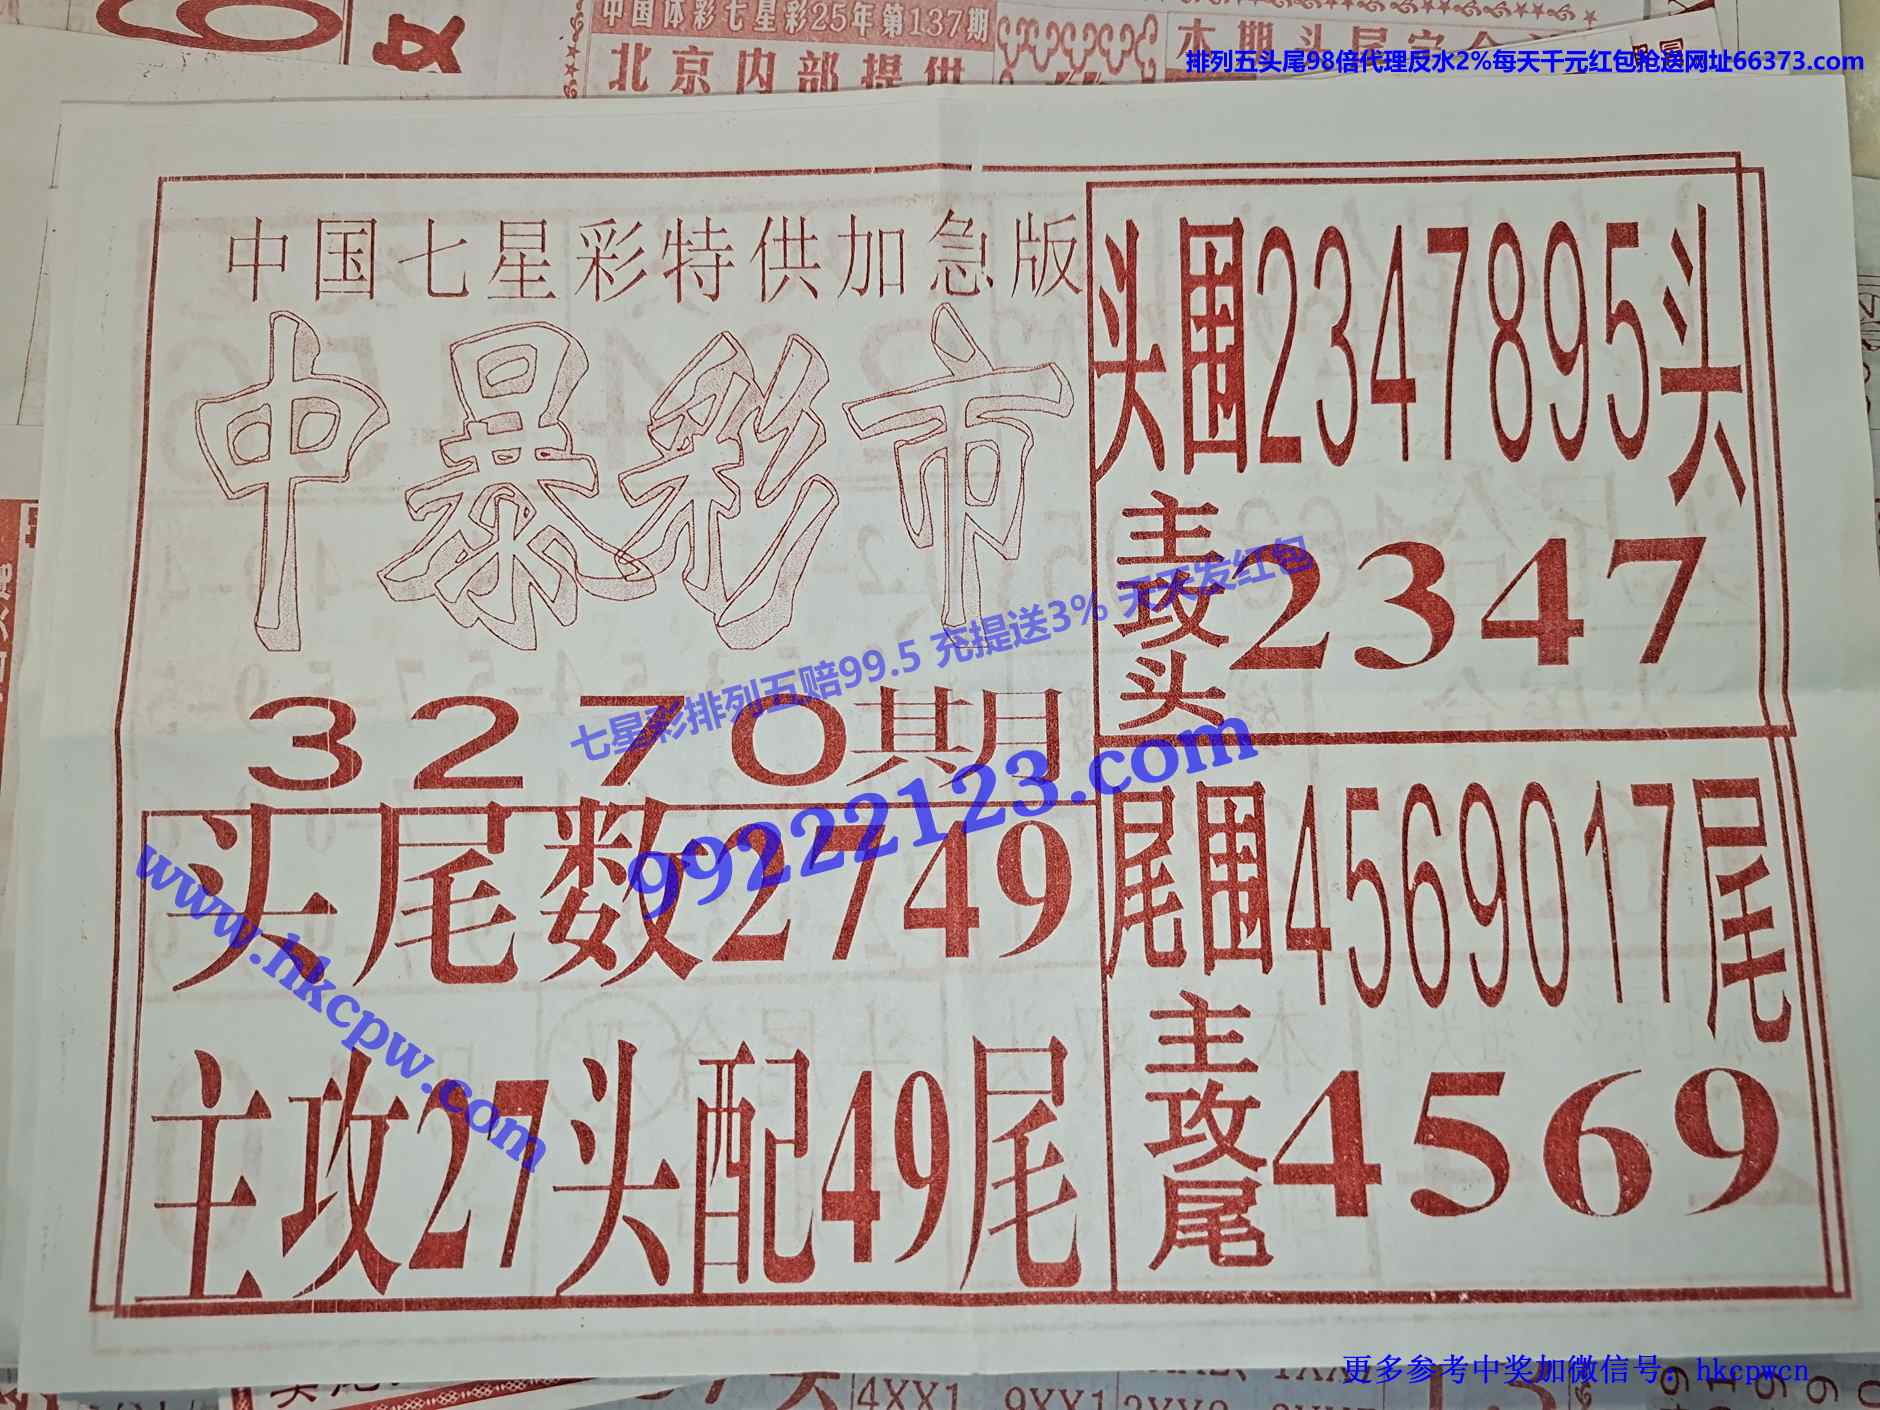 中国体彩七星彩25年第137期
北京内部提供
排列五头尾98倍代理反水2%每天千元红包抢送网址66373.com
中国七星彩特供加急版
中暴彩市
3270期
头尾数2749
主攻27头配49尾
头围2347895头
主攻头2347
尾围4569017尾
主攻尾4569
七星彩排列五赔99.5 充提送3% 天天发红包
99222123.com
www.hkcpw.com
4XX1
9XX1
更多参考中奖加微信号: hkcpwcn